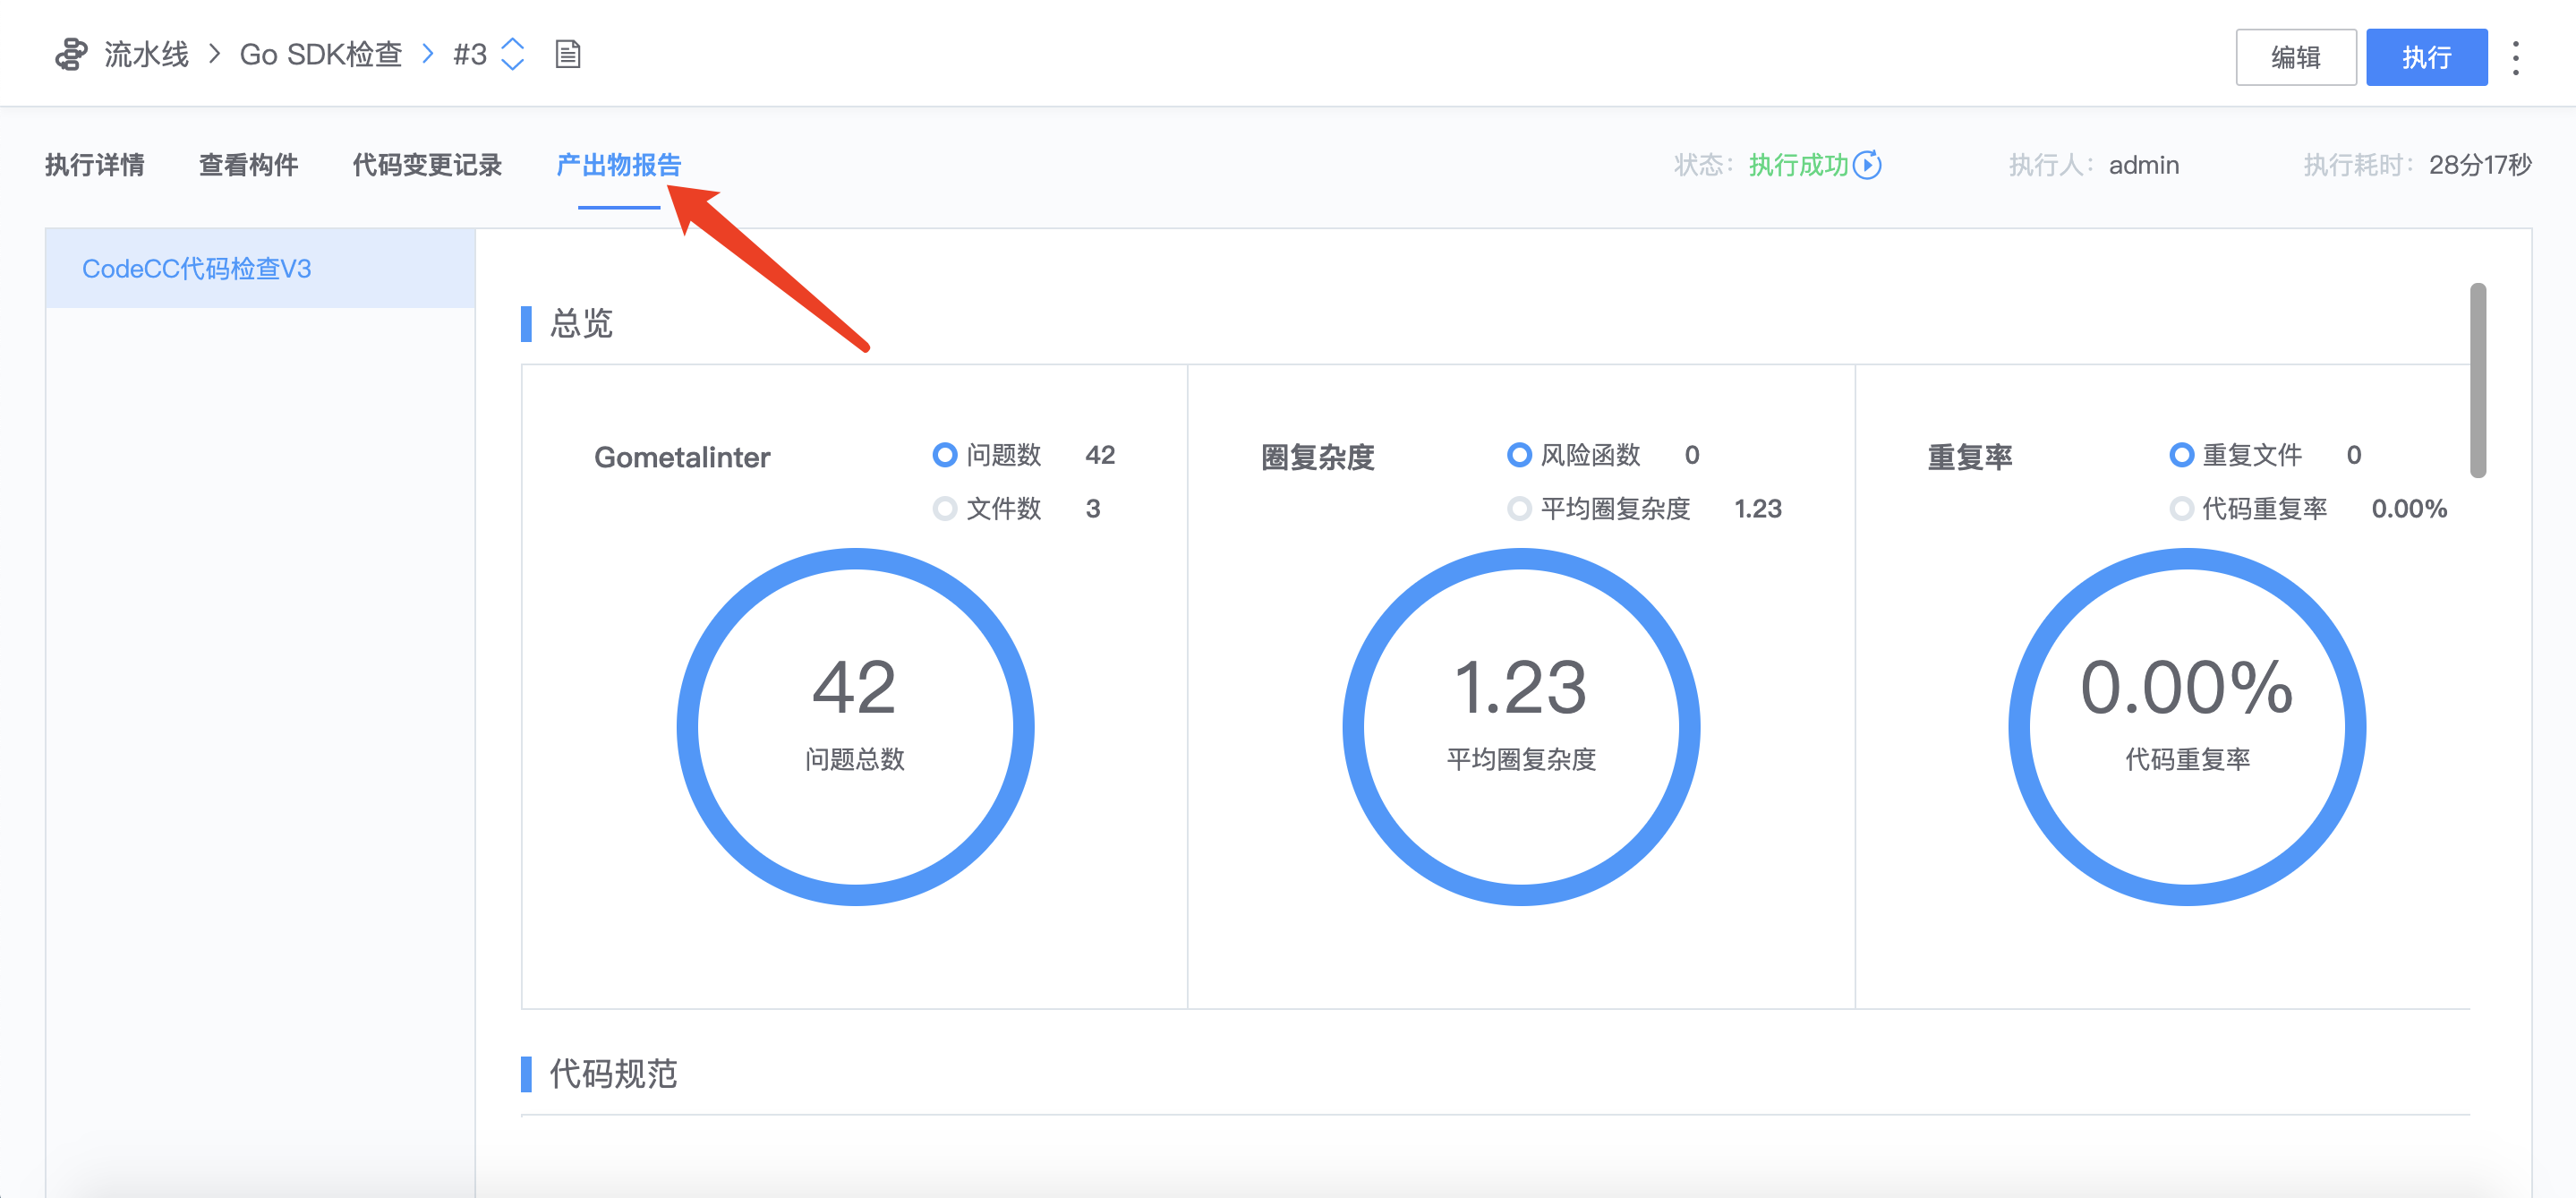 流水线 > Go SDK检查 > #3
编辑 执行
执行详情 查看构件 代码变更记录 产出物报告 状态：执行成功 执行人：admin 执行耗时：28分17秒
CodeCC代码检查V3
总览
Gometalinter
问题数 42
文件数 3
42
问题总数
圈复杂度
风险函数 0
平均圈复杂度 1.23
1.23
平均圈复杂度
重复率
重复文件 0
代码重复率 0.00%
0.00%
代码重复率
代码规范